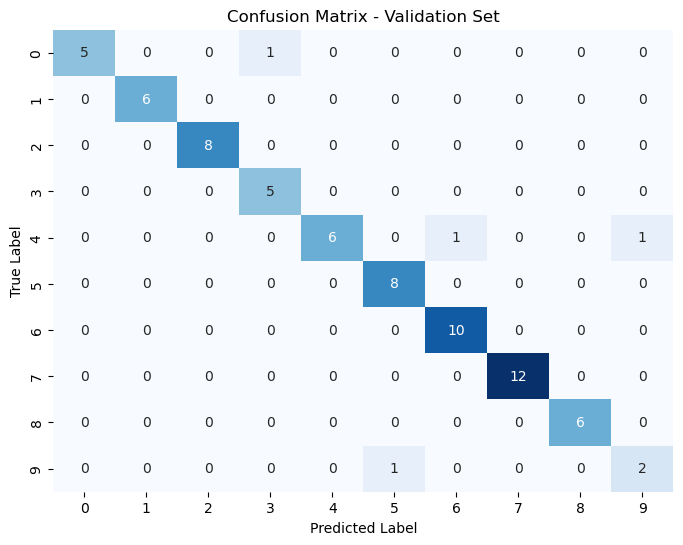 Confusion Matrix - Validation Set
True Label
0 5 0 0 1 0 0 0 0 0 0
1 0 6 0 0 0 0 0 0 0 0
2 0 0 8 0 0 0 0 0 0 0
3 0 0 0 5 0 0 0 0 0 0
4 0 0 0 0 6 0 1 0 0 1
5 0 0 0 0 0 8 0 0 0 0
6 0 0 0 0 0 0 10 0 0 0
7 0 0 0 0 0 0 0 12 0 0
8 0 0 0 0 0 0 0 0 6 0
9 0 0 0 0 0 1 0 0 0 2
0 1 2 3 4 5 6 7 8 9
Predicted Label